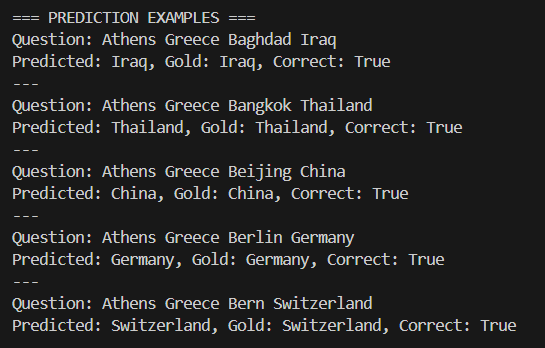 === PREDICTION EXAMPLES ===
Question: Athens Greece Baghdad Iraq
Predicted: Iraq, Gold: Iraq, Correct: True
---
Question: Athens Greece Bangkok Thailand
Predicted: Thailand, Gold: Thailand, Correct: True
---
Question: Athens Greece Beijing China
Predicted: China, Gold: China, Correct: True
---
Question: Athens Greece Berlin Germany
Predicted: Germany, Gold: Germany, Correct: True
---
Question: Athens Greece Bern Switzerland
Predicted: Switzerland, Gold: Switzerland, Correct: True